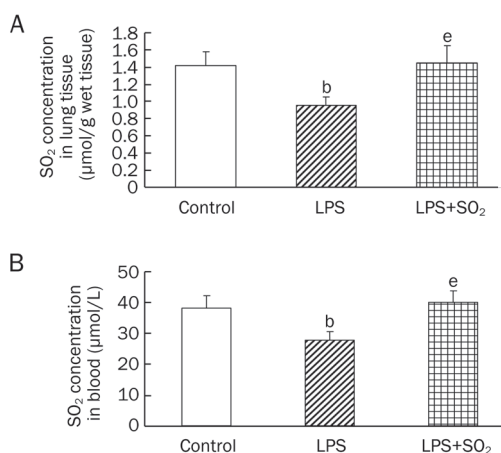 A
SO₂ concentration
in lung tissue
(μmol/g wet tissue)
1.8
1.6
1.4
1.2
1.0
0.8
0.6
0.4
0.2
0
b
e
Control LPS LPS+SO₂
B
SO₂ concentration
in blood (μmol/L)
50
40
30
20
10
0
b
e
Control LPS LPS+SO₂